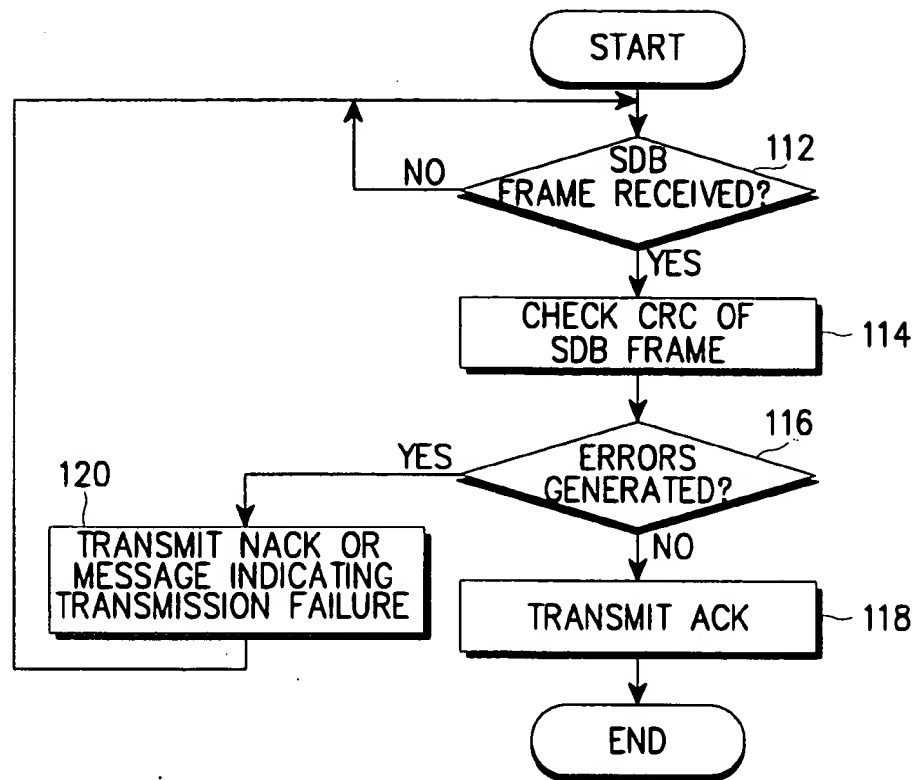 START
112
SDB
FRAME RECEIVED?
NO
YES
CHECK CRC OF
SDB FRAME
114
116
ERRORS
GENERATED?
YES
NO
120
TRANSMIT NACK OR
MESSAGE INDICATING
TRANSMISSION FAILURE
TRANSMIT ACK
118
END